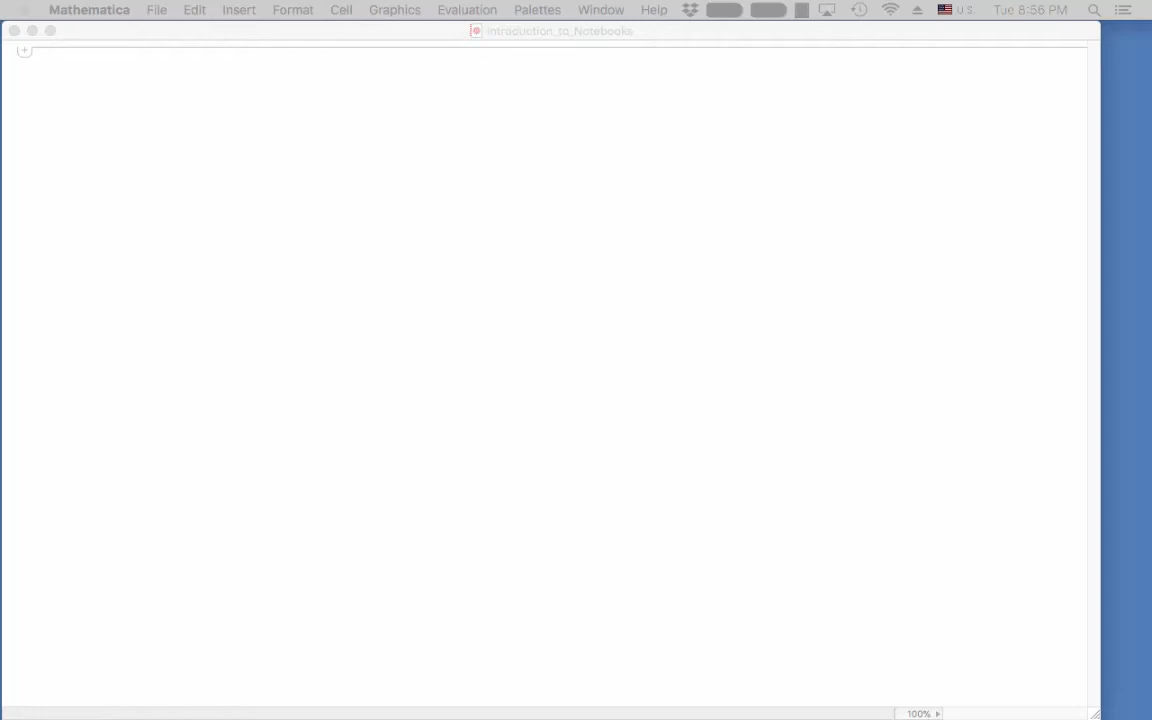 Mathematica File Edit Insert Format Cell Graphics Evaluation Palettes Window Help U.S. Tue 8:56 PM
Introduction_to_Notebooks
+
100%